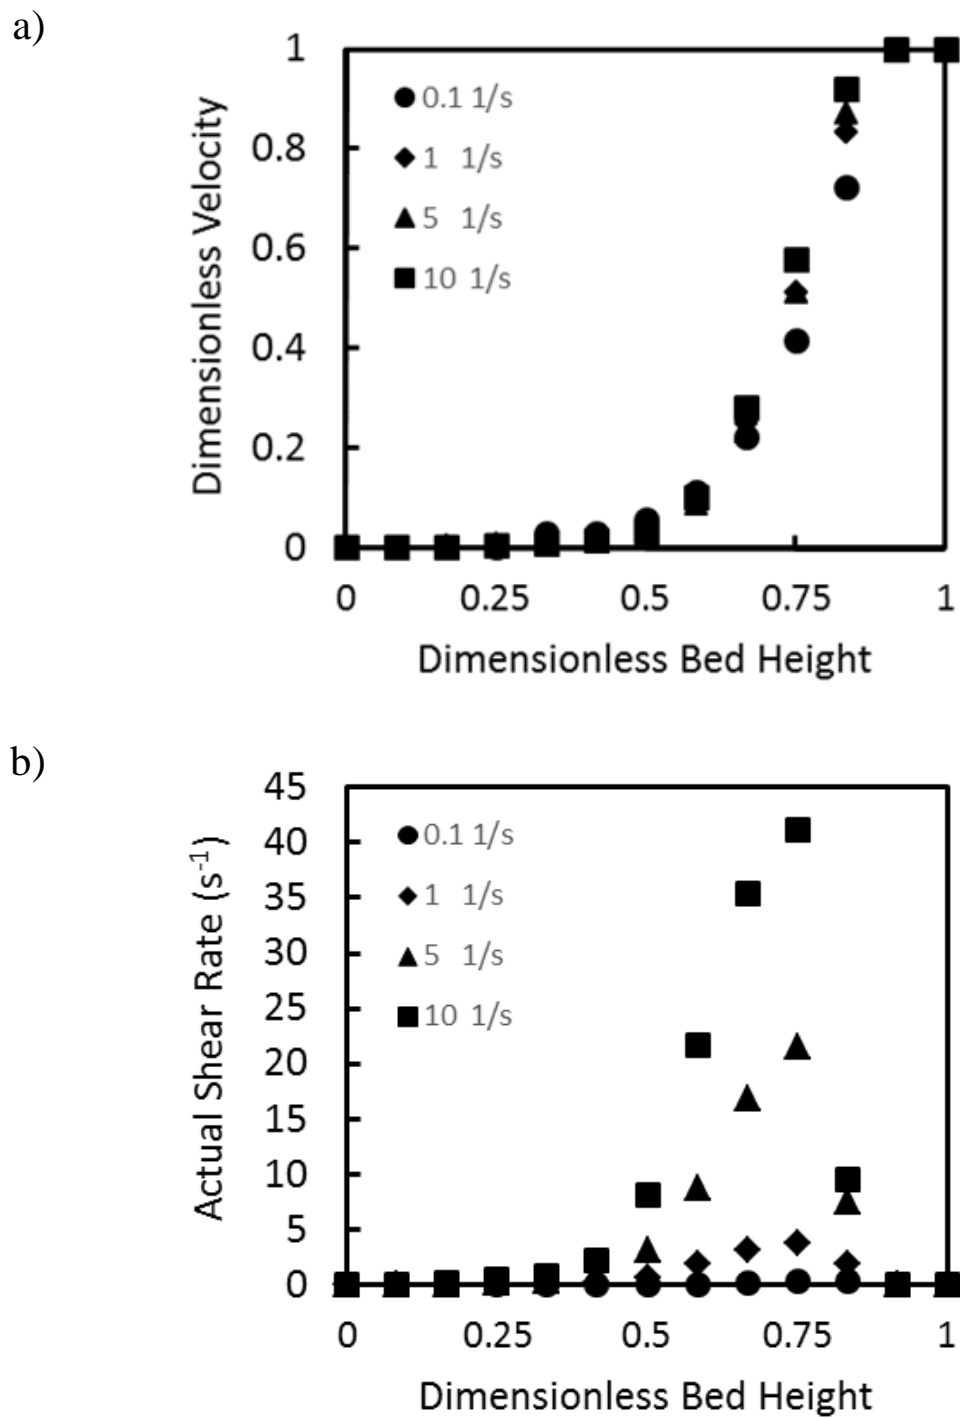 a)
Dimensionless Velocity
1
0.8
0.6
0.4
0.2
0
0.1 1/s
1 1/s
5 1/s
10 1/s
0 0.25 0.5 0.75 1
Dimensionless Bed Height
b)
Actual Shear Rate (s⁻¹)
45
40
35
30
25
20
15
10
5
0
0.1 1/s
1 1/s
5 1/s
10 1/s
0 0.25 0.5 0.75 1
Dimensionless Bed Height